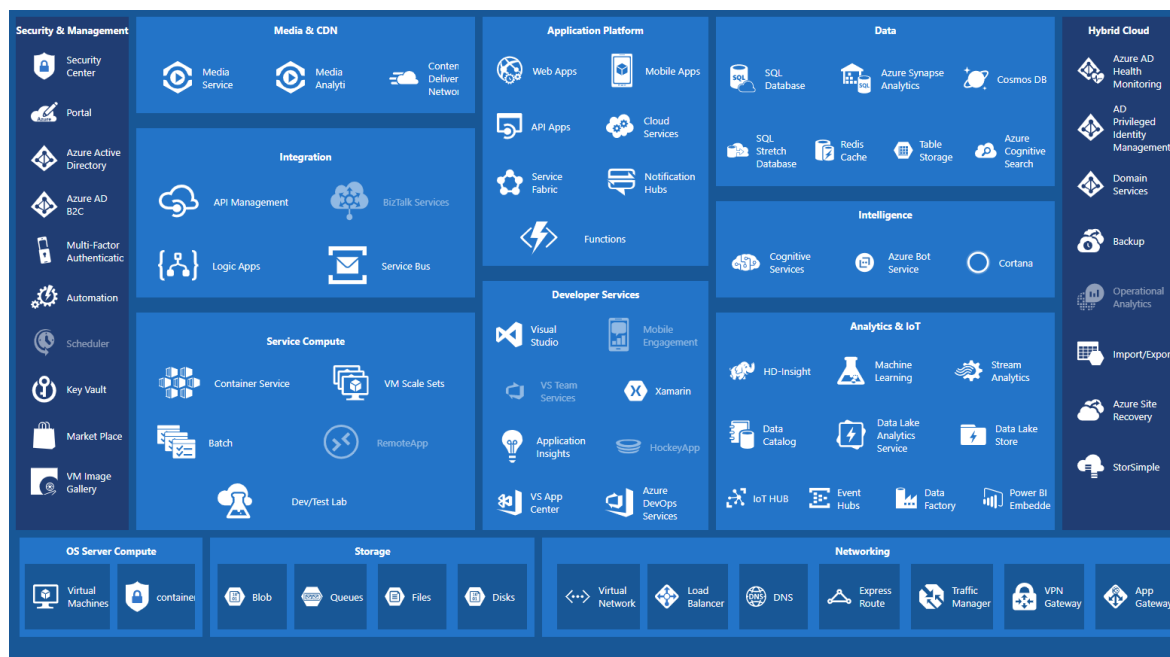 Security & Management
Security
Center
Azure
Portal
Azure Active
Directory
Azure AD
B2C
Multi-Factor
Authenticatic
Automation
Scheduler
Key Vault
Market Place
VM Image
Gallery
Media & CDN
Media
Service
Media
Analyti
Conten
Deliver
Networ
Integration
API Management
BizTalk Services
Logic Apps
Service Bus
Service Compute
Container Service
VM Scale Sets
Batch
RemoteApp
Dev/Test Lab
Application Platform
Web Apps
Mobile Apps
API Apps
Cloud
Services
Service
Fabric
Notification
Hubs
Functions
Developer Services
Visual
Studio
Mobile
Engagement
VS Team
Services
Xamarin
Application
Insights
HockeyApp
VS App
Center
Azure
DevOps
Services
Data
SQL
SQL
Database
SQL
Azure Synapse
Analytics
Cosmos DB
SQL
Stretch
Database
Redis
Cache
Table
Storage
Azure
Cognitive
Search
Intelligence
Cognitive
Services
Azure Bot
Service
Cortana
Analytics & IoT
HD-Insight
Machine
Learning
Stream
Analytics
Data
Catalog
Data Lake
Analytics
Service
Data Lake
Store
IoT HUB
Event
Hubs
Data
Factory
Power BI
Embedde
Hybrid Cloud
Azure AD
Health
Monitoring
AD
Privileged
Identity
Management
Domain
Services
Backup
Operational
Analytics
Import/Export
Azure Site
Recovery
StorSimple
OS Server Compute
Virtual
Machines
container
Storage
Blob
Queues
Files
Disks
Networking
Virtual
Network
Load
Balancer
DNS
DNS
Express
Route
Traffic
Manager
VPN
Gateway
App
Gateway